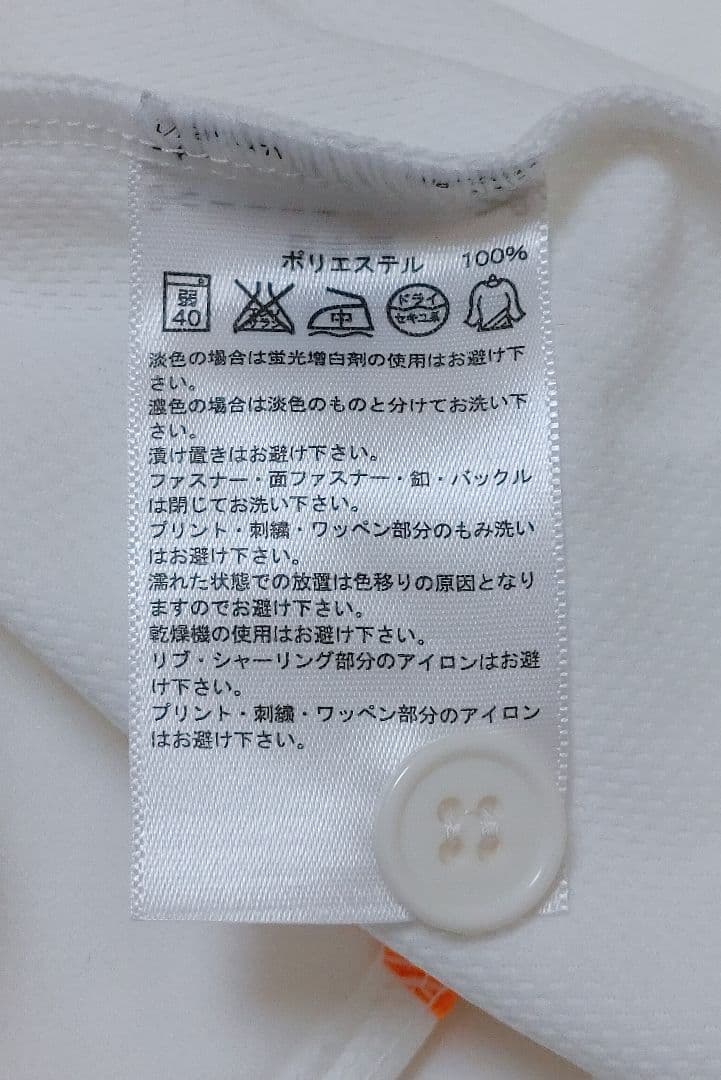 ポリエステル 100%
弱 40 中 ドライ セキユ系
淡色の場合は蛍光増白剤の使用はお避け下
さい。
濃色の場合は淡色のものと分けてお洗い下
さい。
漬け置きはお避け下さい。
ファスナー・面ファスナー・釦・バックル
は閉じてお洗い下さい。
プリント・刺繍・ワッペン部分のもみ洗い
はお避け下さい。
濡れた状態での放置は色移りの原因となり
ますのでお避け下さい。
乾燥機の使用はお避け下さい。
リブ・シャーリング部分のアイロンはお避
け下さい。
プリント・刺繍・ワッペン部分のアイロン
はお避け下さい。